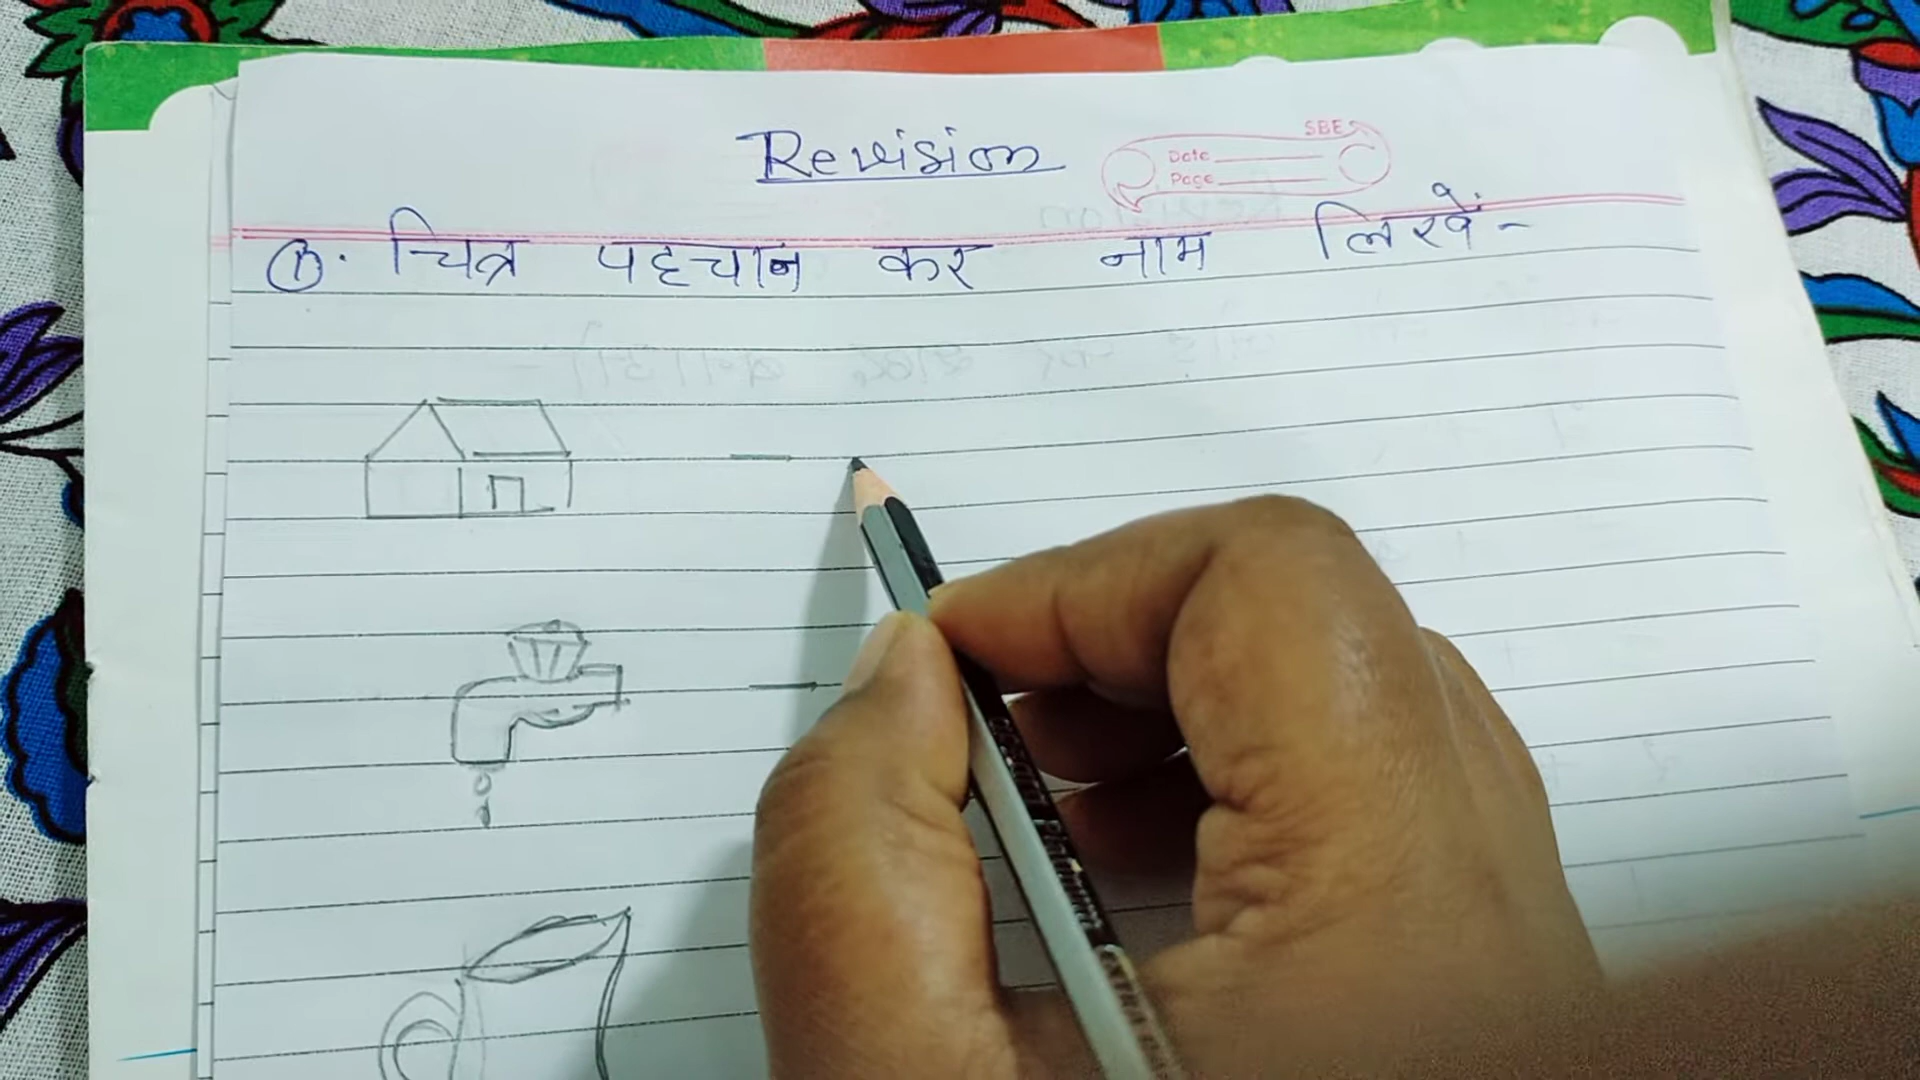 Revision
SBE
Date
Page
①. चित्र पहचान कर नाम लिखें-